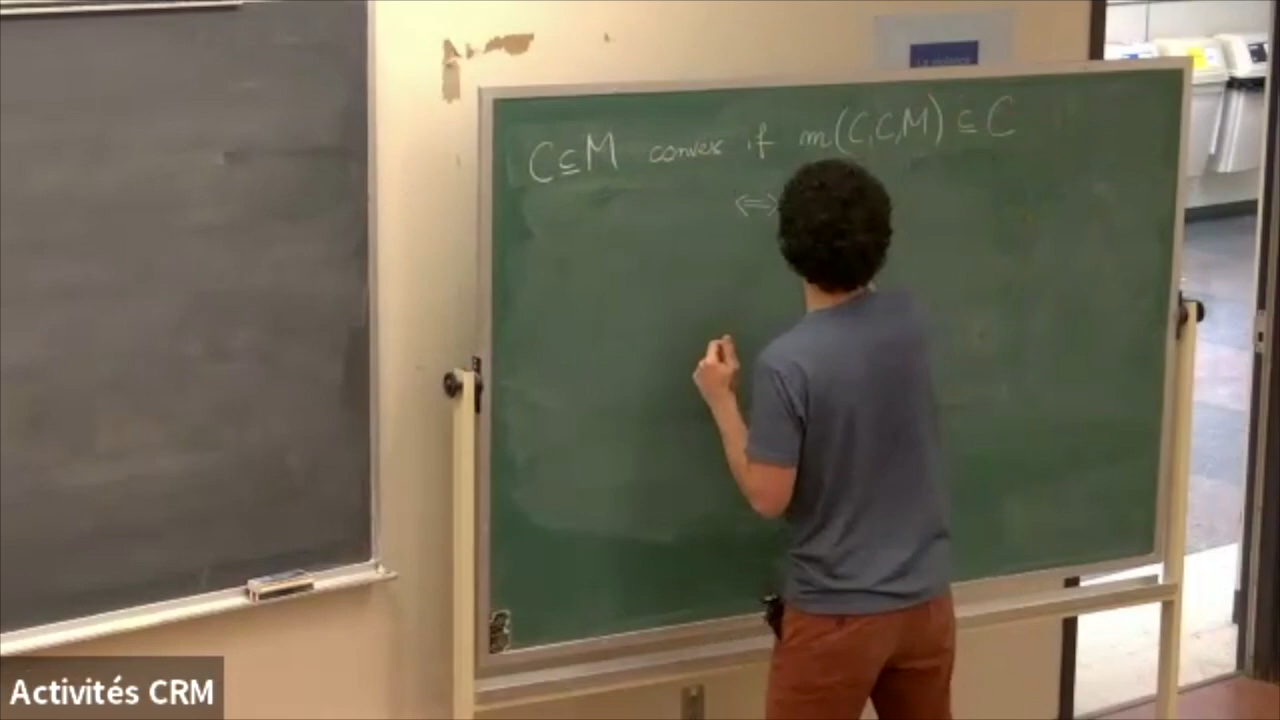 C ⊆ M convex if m(C,C,M) ⊆ C
⟺
Activités CRM